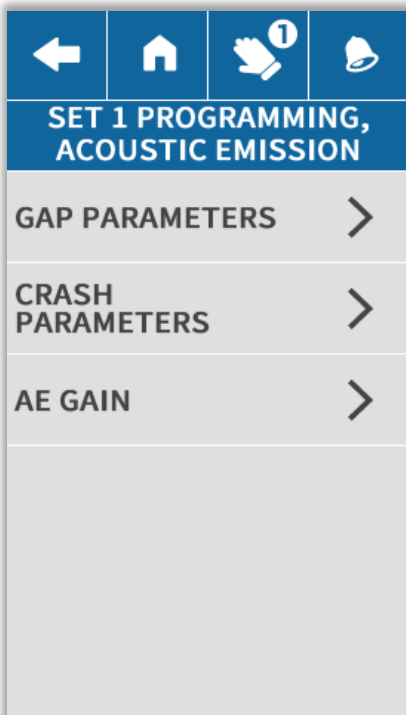 1
SET 1 PROGRAMMING,
ACOUSTIC EMISSION
GAP PARAMETERS
CRASH
PARAMETERS
AE GAIN